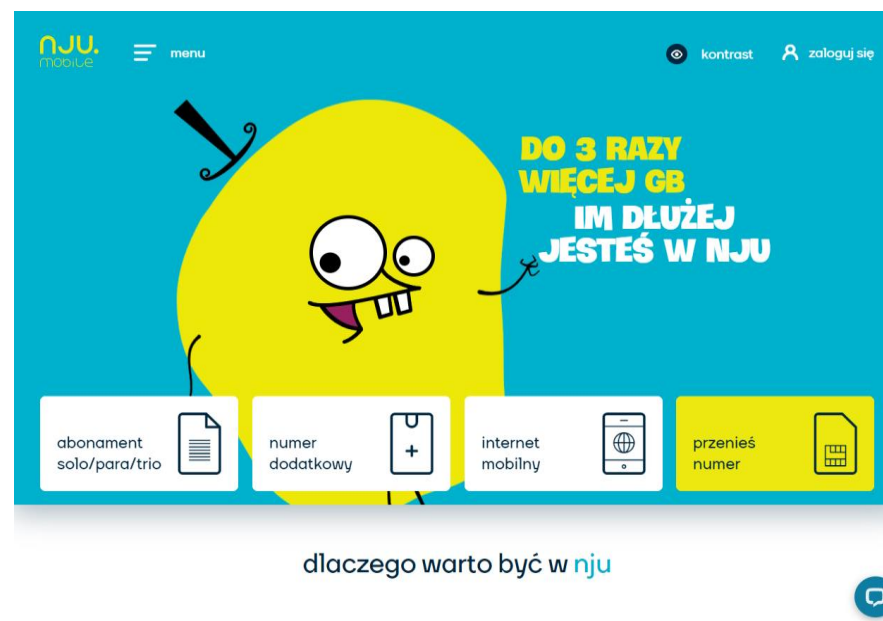 nju.
mobile
menu
kontrast
zaloguj się
DO 3 RAZY
WIĘCEJ GB
IM DŁUŻEJ
JESTEŚ W NJU
abonament
solo/para/trio
numer
dodatkowy
internet
mobilny
przenieś
numer
dlaczego warto być w nju